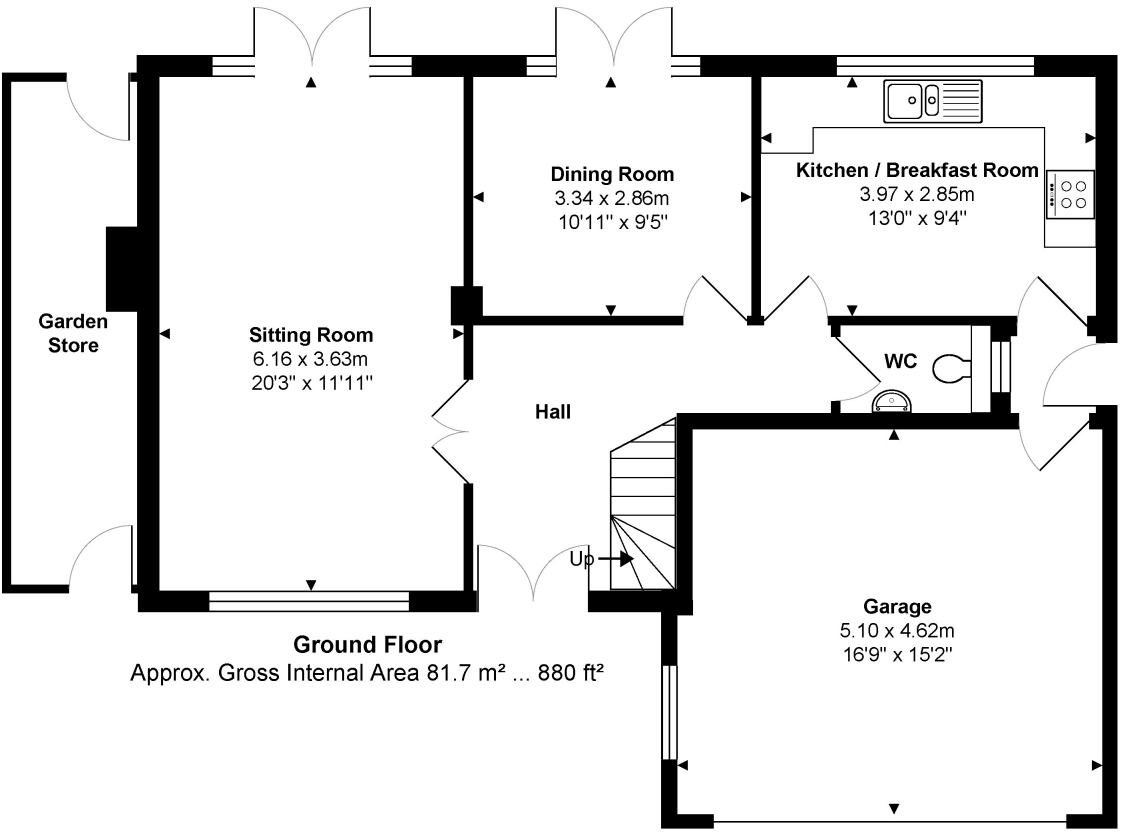 Dining Room
3.34 x 2.86m
10'11" x 9'5"
Kitchen / Breakfast Room
3.97 x 2.85m
13'0" x 9'4"
Garden
Store
Sitting Room
6.16 x 3.63m
20'3" x 11'11"
WC
Hall
Up
Garage
5.10 x 4.62m
16'9" x 15'2"
Ground Floor
Approx. Gross Internal Area 81.7 m² ... 880 ft²